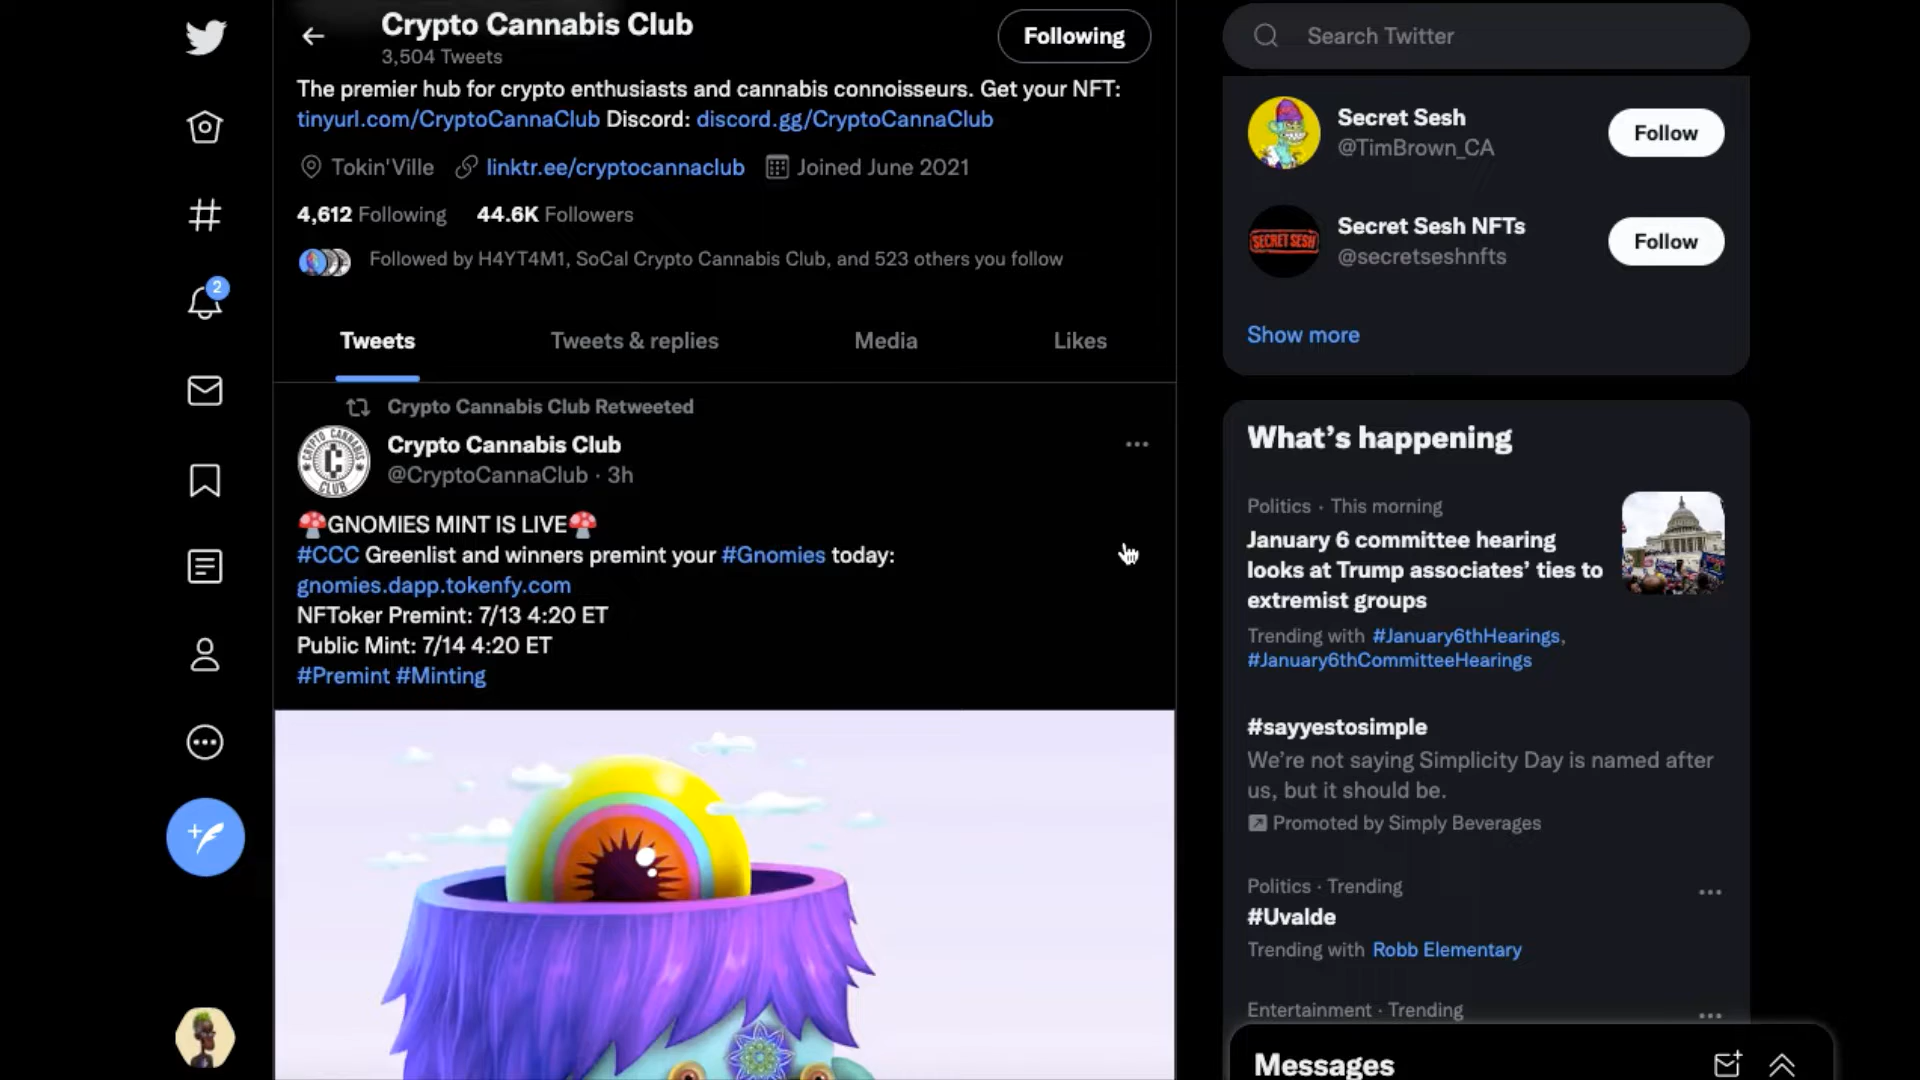 Crypto Cannabis Club
3,504 Tweets
Following
The premier hub for crypto enthusiasts and cannabis connoisseurs. Get your NFT:
tinyurl.com/CryptoCannaClub Discord: discord.gg/CryptoCannaClub
Tokin'Ville linktr.ee/cryptocannaclub Joined June 2021
4,612 Following 44.6K Followers
Followed by H4YT4M1, SoCal Crypto Cannabis Club, and 523 others you follow
Tweets Tweets & replies Media Likes
Crypto Cannabis Club Retweeted
CRYPTO CANNABIS
C
CLUB
Crypto Cannabis Club
@CryptoCannaClub · 3h
GNOMIES MINT IS LIVE
#CCC Greenlist and winners premint your #Gnomies today:
gnomies.dapp.tokenfy.com
NFToker Premint: 7/13 4:20 ET
Public Mint: 7/14 4:20 ET
#Premint #Minting
2
Search Twitter
Secret Sesh
@TimBrown_CA
Follow
SECRET SESH
Secret Sesh NFTs
@secretseshnfts
Follow
Show more
What's happening
Politics · This morning
January 6 committee hearing
looks at Trump associates' ties to
extremist groups
Trending with #January6thHearings,
#January6thCommitteeHearings
#sayyestosimple
We're not saying Simplicity Day is named after
us, but it should be.
Promoted by Simply Beverages
Politics · Trending
#Uvalde
Trending with Robb Elementary
Entertainment · Trending
Messages